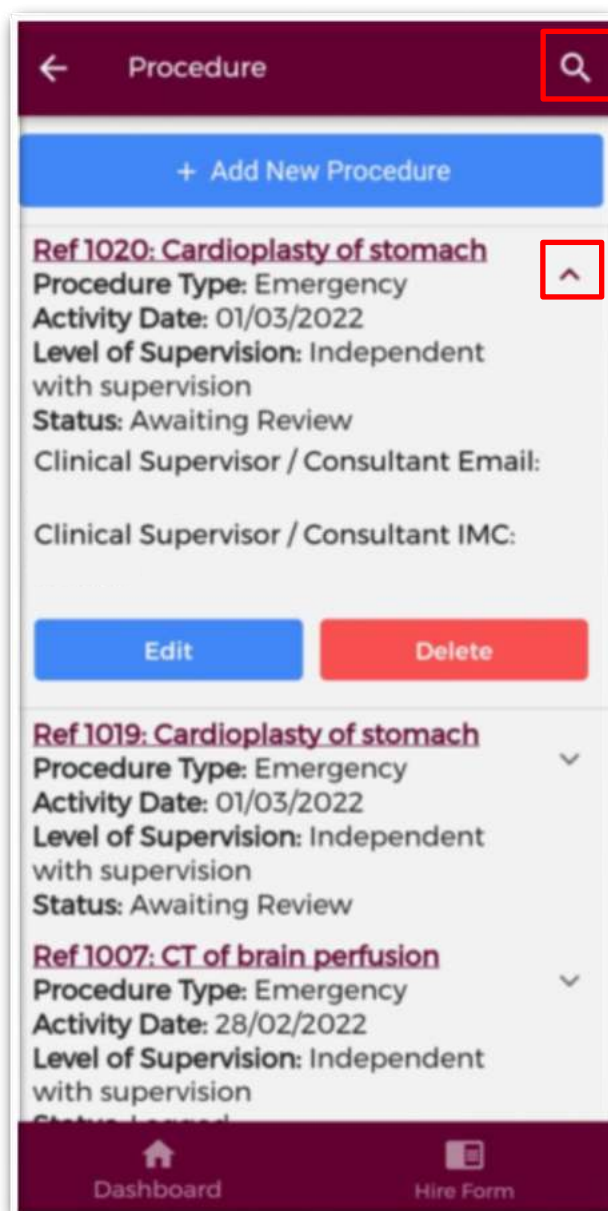 Procedure
+ Add New Procedure
Ref 1020: Cardioplasty of stomach
Procedure Type: Emergency
Activity Date: 01/03/2022
Level of Supervision: Independent
with supervision
Status: Awaiting Review
Clinical Supervisor / Consultant Email:
Clinical Supervisor / Consultant IMC:
Edit Delete
Ref 1019: Cardioplasty of stomach
Procedure Type: Emergency
Activity Date: 01/03/2022
Level of Supervision: Independent
with supervision
Status: Awaiting Review
Ref 1007: CT of brain perfusion
Procedure Type: Emergency
Activity Date: 28/02/2022
Level of Supervision: Independent
with supervision
Status: Logged
Dashboard Hire Form